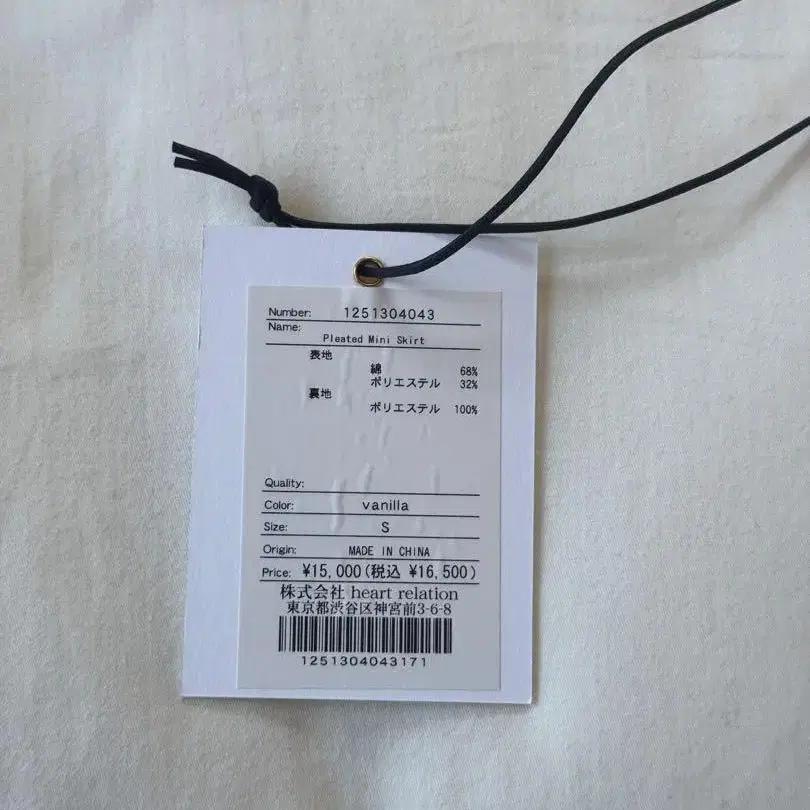 Number: 1251304043
Name:
Pleated Mini Skirt
表地
綿 68%
ポリエステル 32%
裏地
ポリエステル 100%
Quality:
Color: vanilla
Size: S
Origin: MADE IN CHINA
Price: ¥15,000(税込 ¥16,500)
株式会社 heart relation
東京都渋谷区神宮前3-6-8
1251304043171